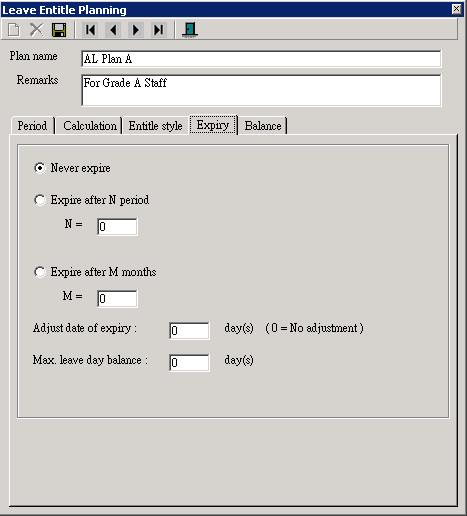 Leave Entitle Planning
Plan name AL Plan A
Remarks For Grade A Staff
Period Calculation Entitle style Expiry Balance
Never expire
Expire after N period
N = 0
Expire after M months
M = 0
Adjust date of expiry : 0 day(s) ( 0 = No adjustment )
Max. leave day balance : 0 day(s)